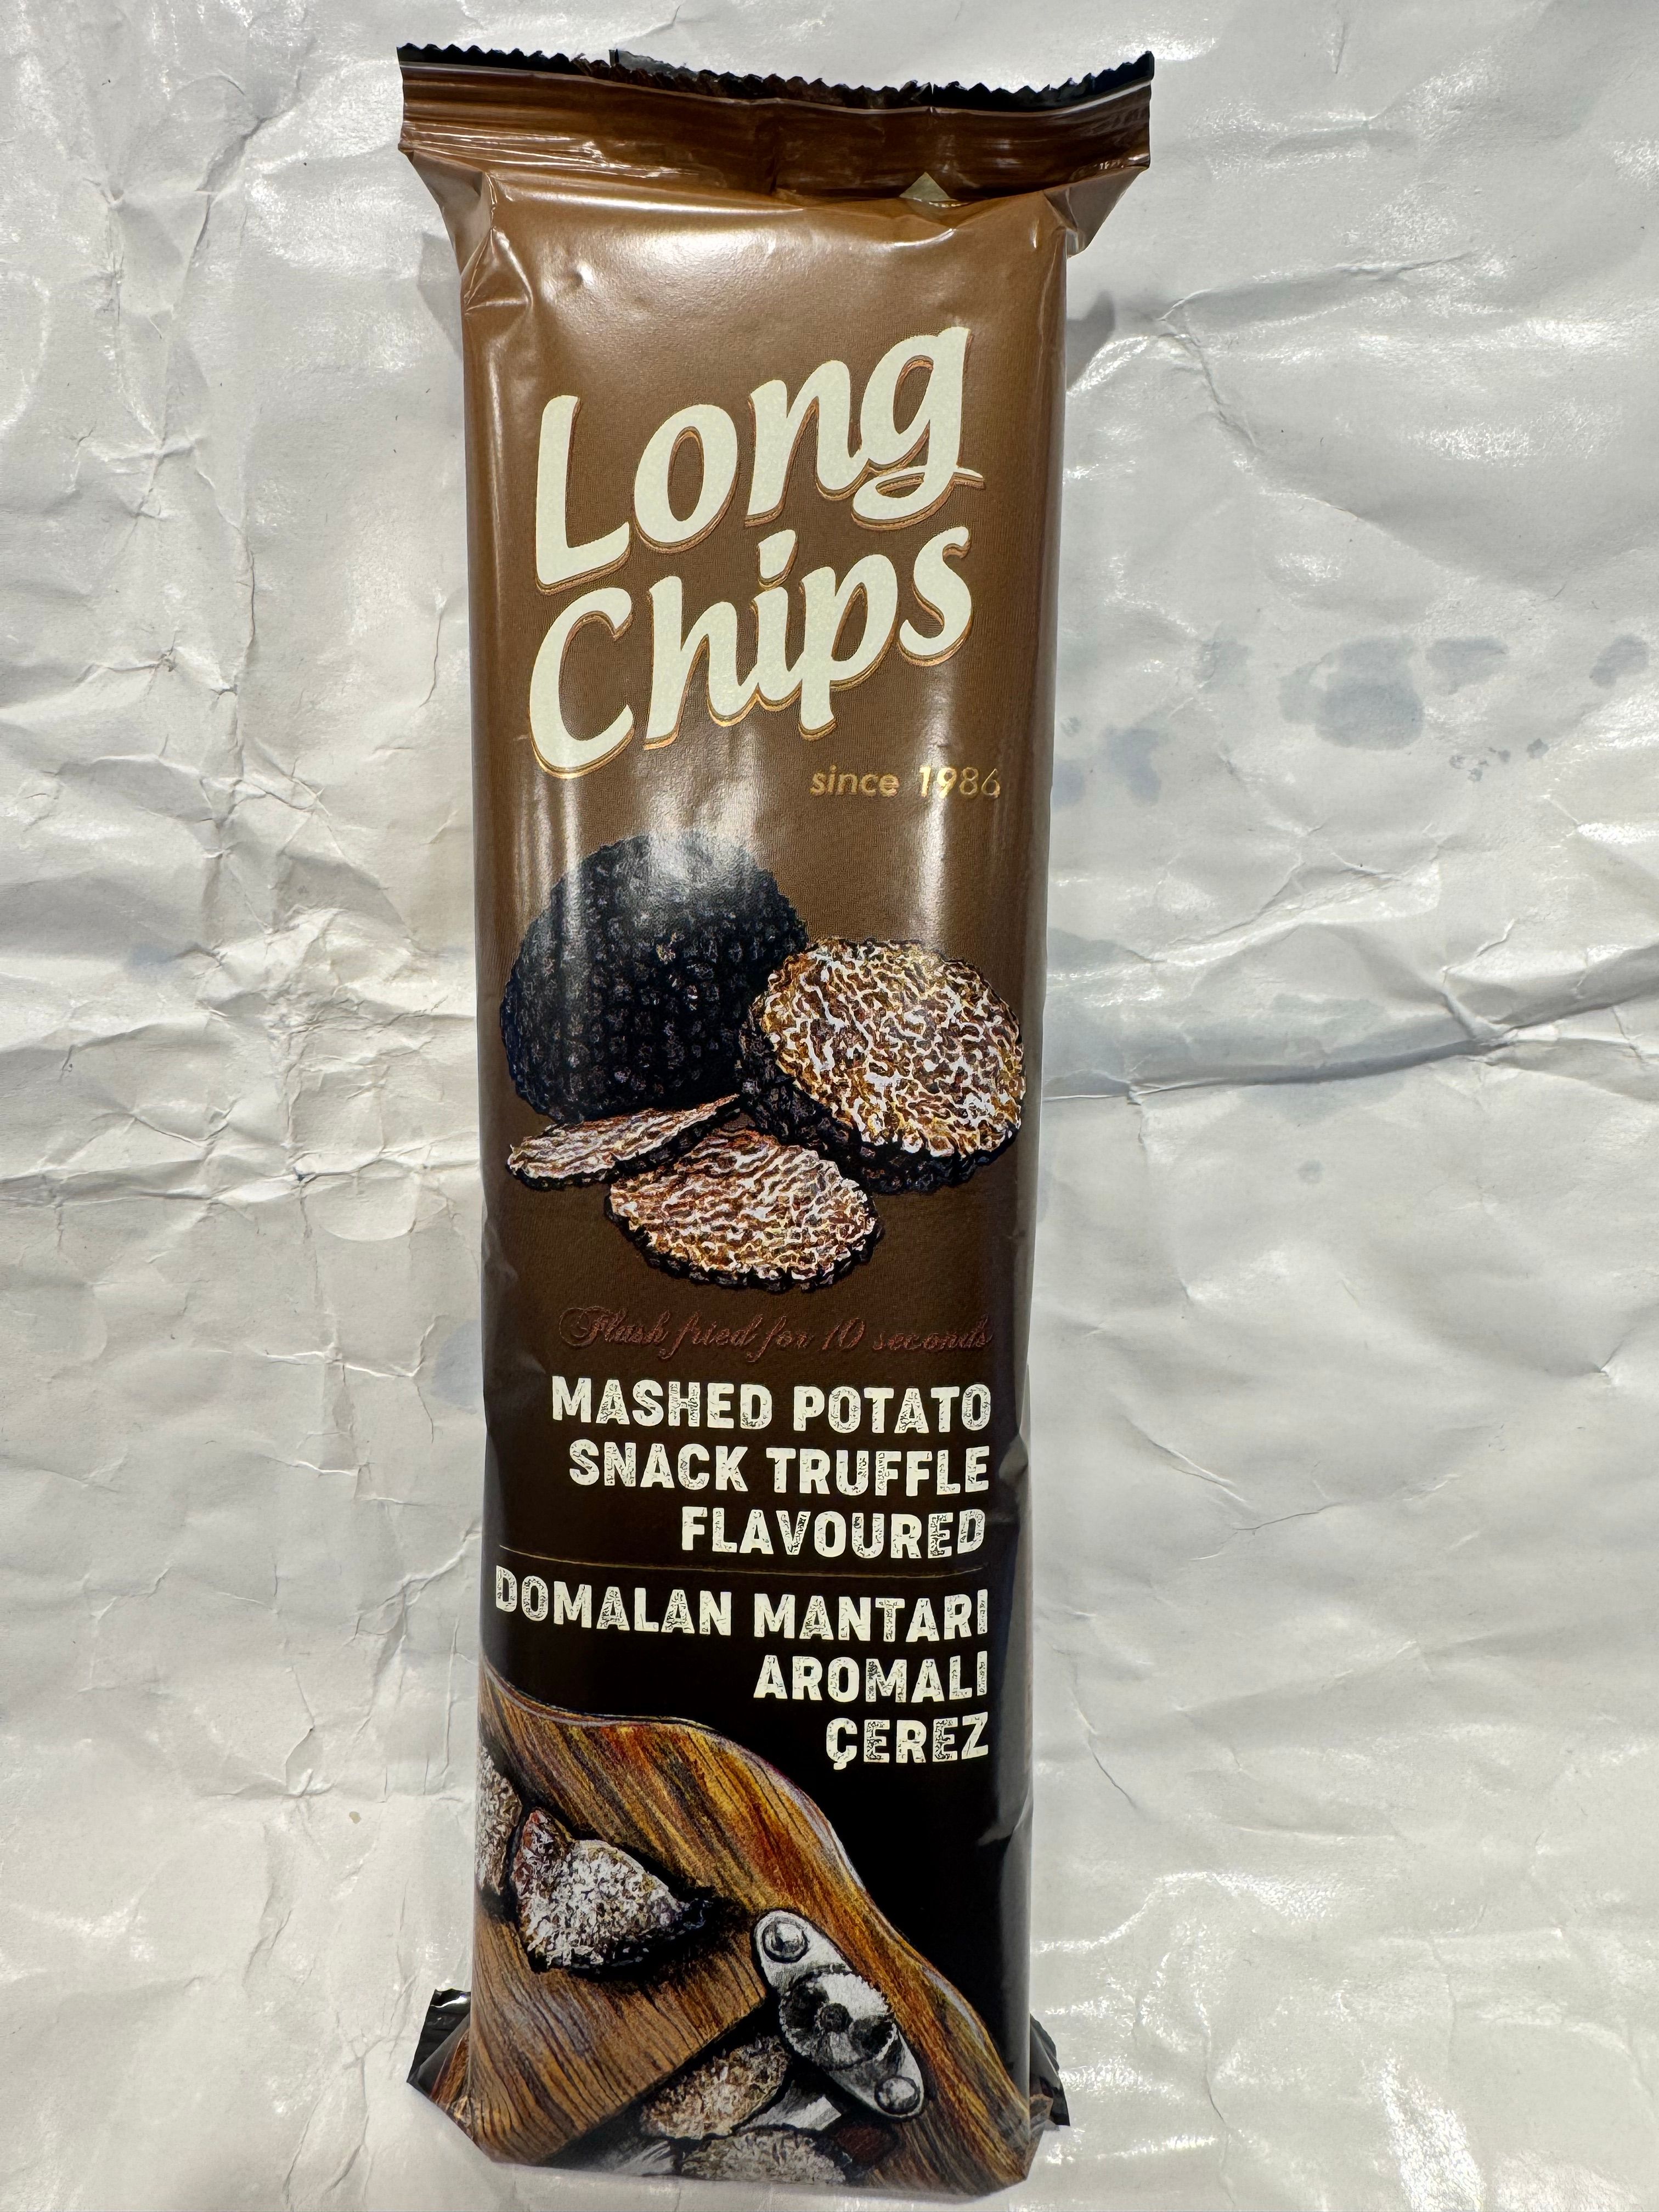 Long
Chips
since 1986
Flash fried for 10 seconds
MASHED POTATO
SNACK TRUFFLE
FLAVOURED
DOMALAN MANTARI
AROMALI
ÇEREZ